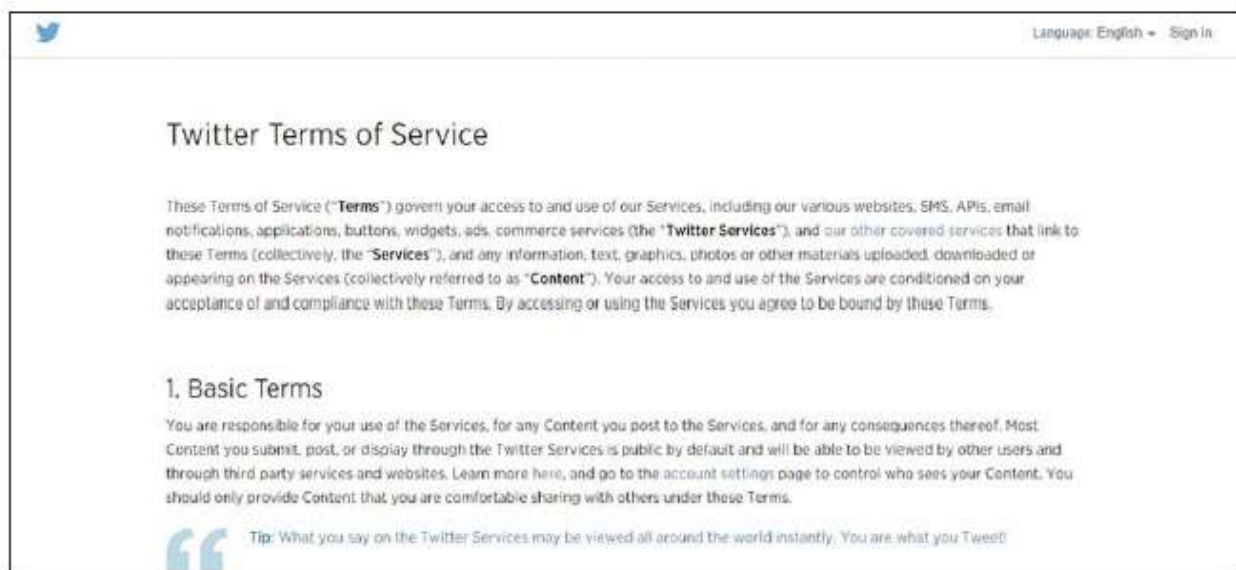 Language: English Sign in
Twitter Terms of Service
These Terms of Service ("Terms") govern your access to and use of our Services, including our various websites, SMS, APIs, email
notifications, applications, buttons, widgets, ads, commerce services (the "Twitter Services"), and our other covered services that link to
these Terms (collectively, the "Services"), and any information, text, graphics, photos or other materials uploaded, downloaded or
appearing on the Services (collectively referred to as "Content"). Your access to and use of the Services are conditioned on your
acceptance of and compliance with these Terms. By accessing or using the Services you agree to be bound by these Terms.
1. Basic Terms
You are responsible for your use of the Services, for any Content you post to the Services, and for any consequences thereof. Most
Content you submit, post, or display through the Twitter Services is public by default and will be able to be viewed by other users and
through third party services and websites. Learn more here, and go to the account settings page to control who sees your Content. You
should only provide Content that you are comfortable sharing with others under these Terms.
Tip: What you say on the Twitter Services may be viewed all around the world instantly. You are what you Tweet!